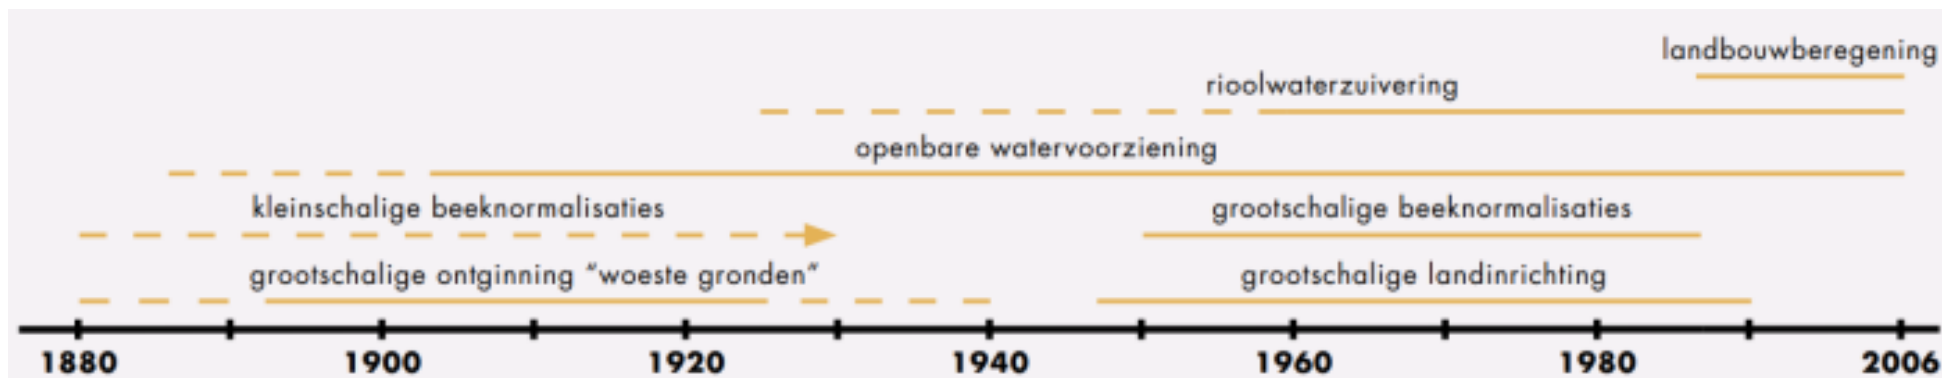 landbouwberegening
rioolwaterzuivering
openbare watervoorziening
kleinschalige beeknormalisaties
grootschalige beeknormalisaties
grootschalige ontginning “woeste gronden”
grootschalige landinrichting
1880 1900 1920 1940 1960 1980 2006